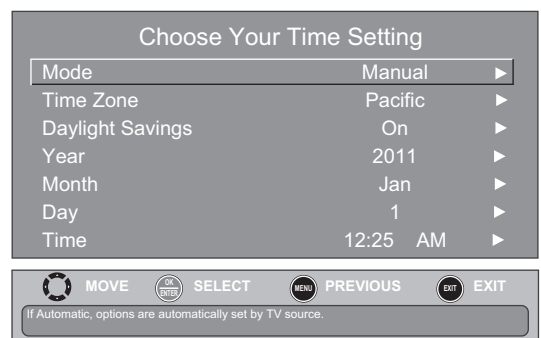 Choose Your Time Setting
Mode Manual
Time Zone Pacific
Daylight Savings On
Year 2011
Month Jan
Day 1
Time 12:25 AM
MOVE OK ENTER SELECT MENU PREVIOUS EXIT EXIT
If Automatic, options are automatically set by TV source.